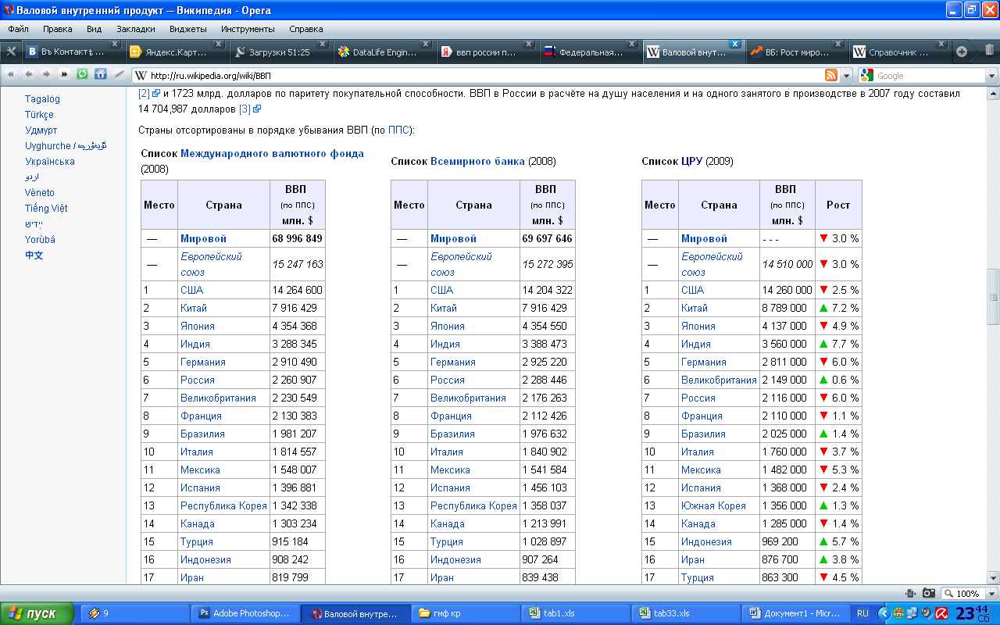 Валовой внутренний продукт — Википедия - Opera
Файл Правка Вид Закладки Виджеты Инструменты Справка
Въ Контактѣ ... Яндекс.Карт... Загрузки 51:25 DataLife Engin... ввп россии п... Федеральная... Валовой внут... ВБ: Рост миро... Справочник ...
http://ru.wikipedia.org/wiki/ВВП Google
Tagalog
Türkçe
Удмурт
Uyghurche / ئۇيغۇرچە
Українська
اردو
Vèneto
Tiếng Việt
ייִדיש
Yorùbá
中文
[2] и 1723 млрд. долларов по паритету покупательной способности. ВВП в России в расчёте на душу населения и на одного занятого в производстве в 2007 году составил
14 704,987 долларов [3]
Страны отсортированы в порядке убывания ВВП (по ППС):
Список Международного валютного фонда
(2008)
Место Страна ВВП (по ППС) млн. $
— Мировой 68 996 849
— Европейский союз 15 247 163
1 США 14 264 600
2 Китай 7 916 429
3 Япония 4 354 368
4 Индия 3 288 345
5 Германия 2 910 490
6 Россия 2 260 907
7 Великобритания 2 230 549
8 Франция 2 130 383
9 Бразилия 1 981 207
10 Италия 1 814 557
11 Мексика 1 548 007
12 Испания 1 396 881
13 Республика Корея 1 342 338
14 Канада 1 303 234
15 Турция 915 184
16 Индонезия 908 242
17 Иран 819 799
Список Всемирного банка (2008)
Место Страна ВВП (по ППС) млн. $
— Мировой 69 697 646
— Европейский союз 15 272 395
1 США 14 204 322
2 Китай 7 916 429
3 Япония 4 354 550
4 Индия 3 388 473
5 Германия 2 925 220
6 Россия 2 288 446
7 Великобритания 2 176 263
8 Франция 2 112 426
9 Бразилия 1 976 632
10 Италия 1 840 902
11 Мексика 1 541 584
12 Испания 1 456 103
13 Республика Корея 1 358 037
14 Канада 1 213 991
15 Турция 1 028 897
16 Индонезия 907 264
17 Иран 839 438
Список ЦРУ (2009)
Место Страна ВВП (по ППС) млн. $ Рост
— Мировой - - - ▼ 3.0 %
— Европейский союз 14 510 000 ▼ 3.0 %
1 США 14 260 000 ▼ 2.5 %
2 Китай 8 789 000 ▲ 7.2 %
3 Япония 4 137 000 ▼ 4.9 %
4 Индия 3 560 000 ▲ 7.7 %
5 Германия 2 811 000 ▼ 6.0 %
6 Великобритания 2 149 000 ▲ 0.6 %
7 Россия 2 116 000 ▼ 6.0 %
8 Франция 2 110 000 ▼ 1.1 %
9 Бразилия 2 025 000 ▲ 1.4 %
10 Италия 1 760 000 ▼ 3.7 %
11 Мексика 1 482 000 ▼ 5.3 %
12 Испания 1 368 000 ▼ 2.4 %
13 Южная Корея 1 356 000 ▲ 1.3 %
14 Канада 1 285 000 ▼ 1.4 %
15 Индонезия 969 200 ▲ 5.7 %
16 Иран 876 700 ▲ 3.8 %
17 Турция 863 300 ▼ 4.5 %
100%
пуск 9 Adobe Photoshop... Валовой внутре... гмф кр tab1.xls tab33.xls Документ1 - Micr... RU 23 44 Сб